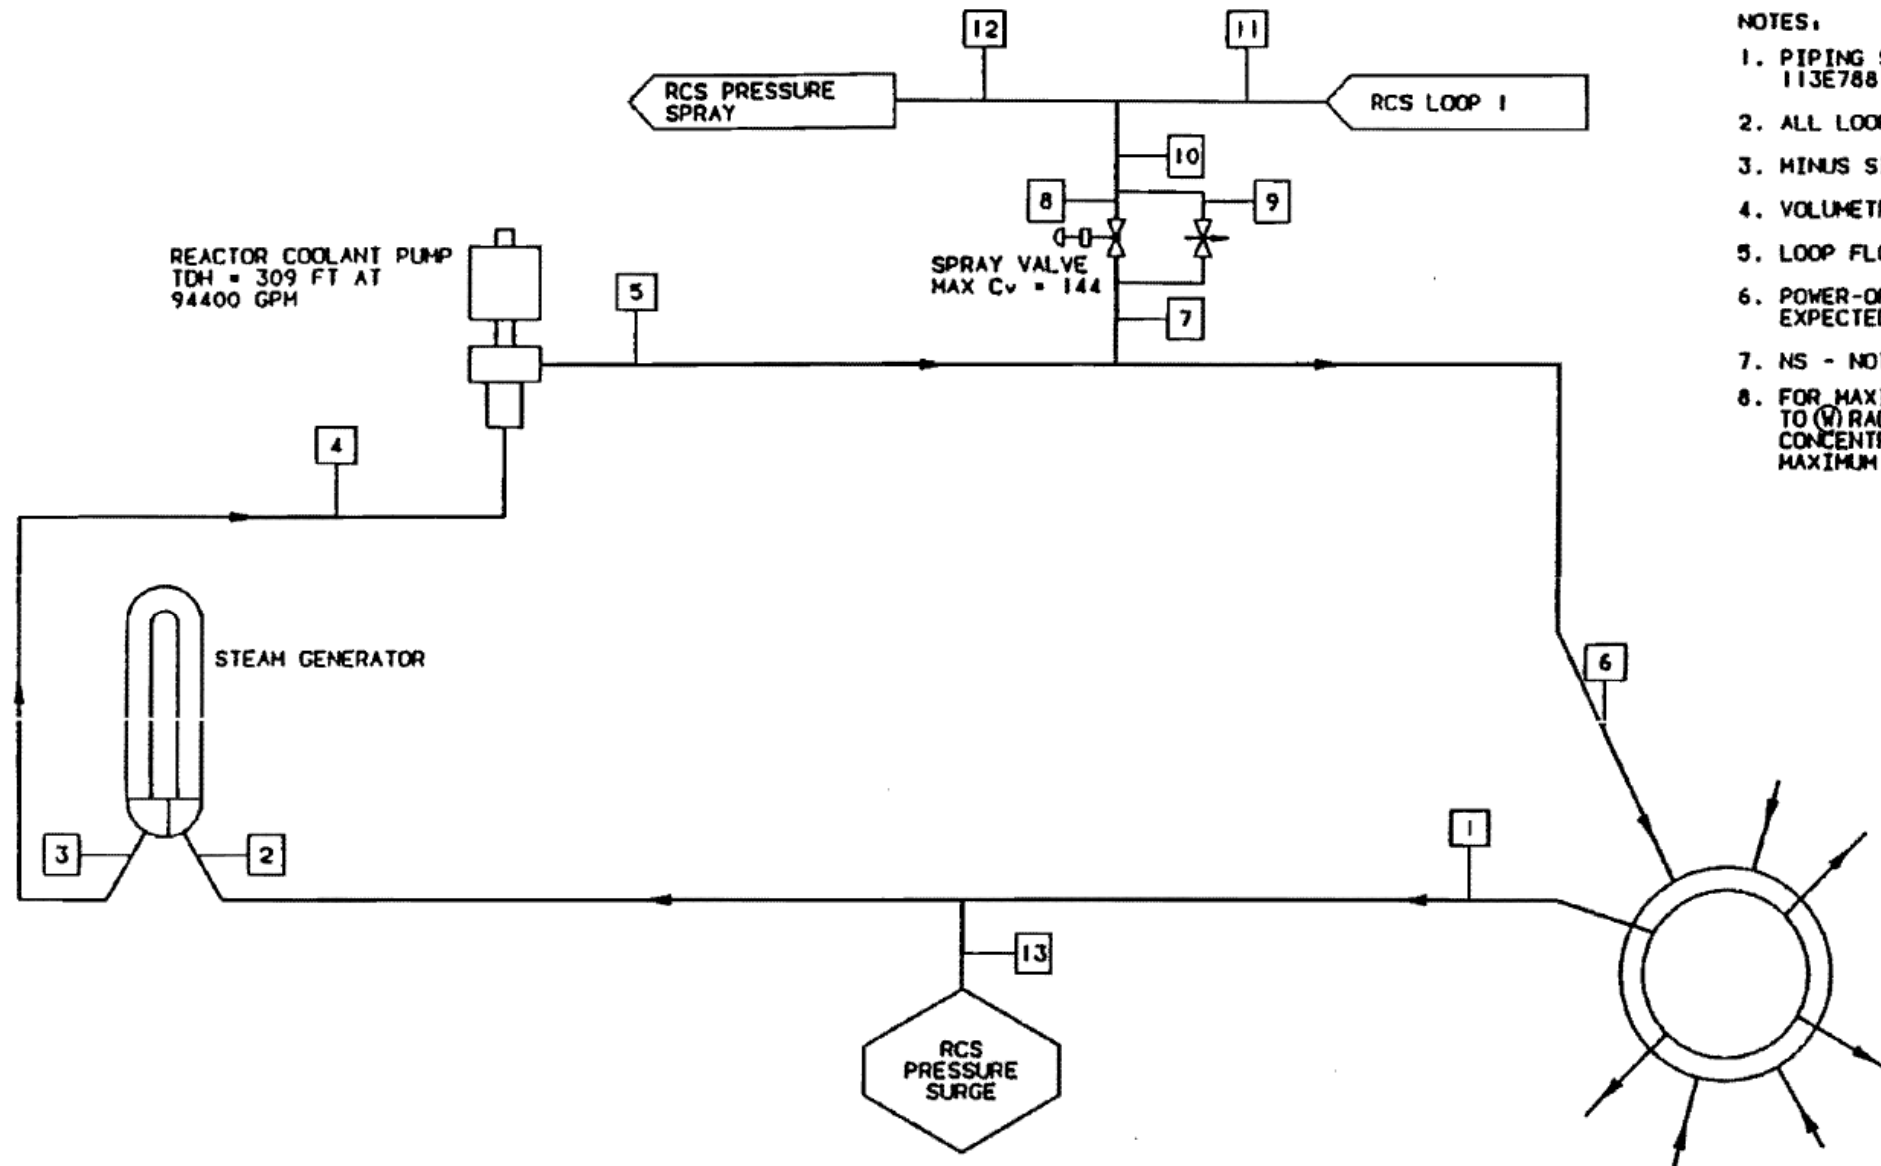 12
11
NOTES:
1. PIPING
113E788
RCS PRESSURE
SPRAY
RCS LOOP 1
2. ALL
3. MINUS
10
4.
8
9
REACTOR COOLANT PUMP
TDH = 309 FT AT
94400 GPM
5. LOOP
SPRAY VALVE
MAX Cv = 144
5
7
6.
7. NS -
8. FOR
TO (W)
MAXIMUM
4
STEAM GENERATOR
6
1
3
2
13
RCS
PRESSURE
SURGE